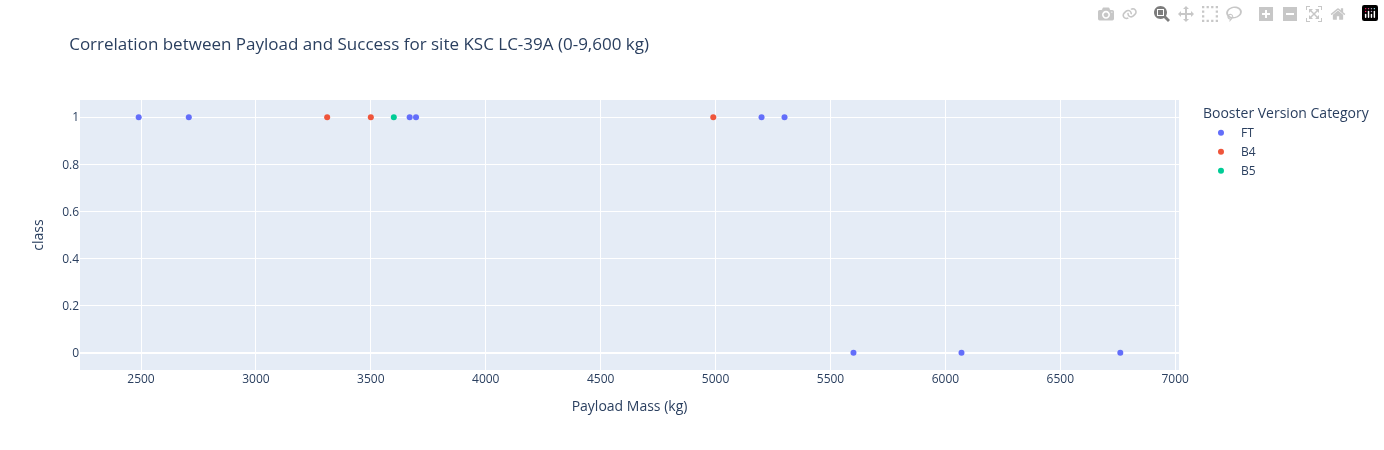 Correlation between Payload and Success for site KSC LC-39A (0-9,600 kg)
Booster Version Category
FT
B4
B5
class
1
0.8
0.6
0.4
0.2
0
2500 3000 3500 4000 4500 5000 5500 6000 6500 7000
Payload Mass (kg)